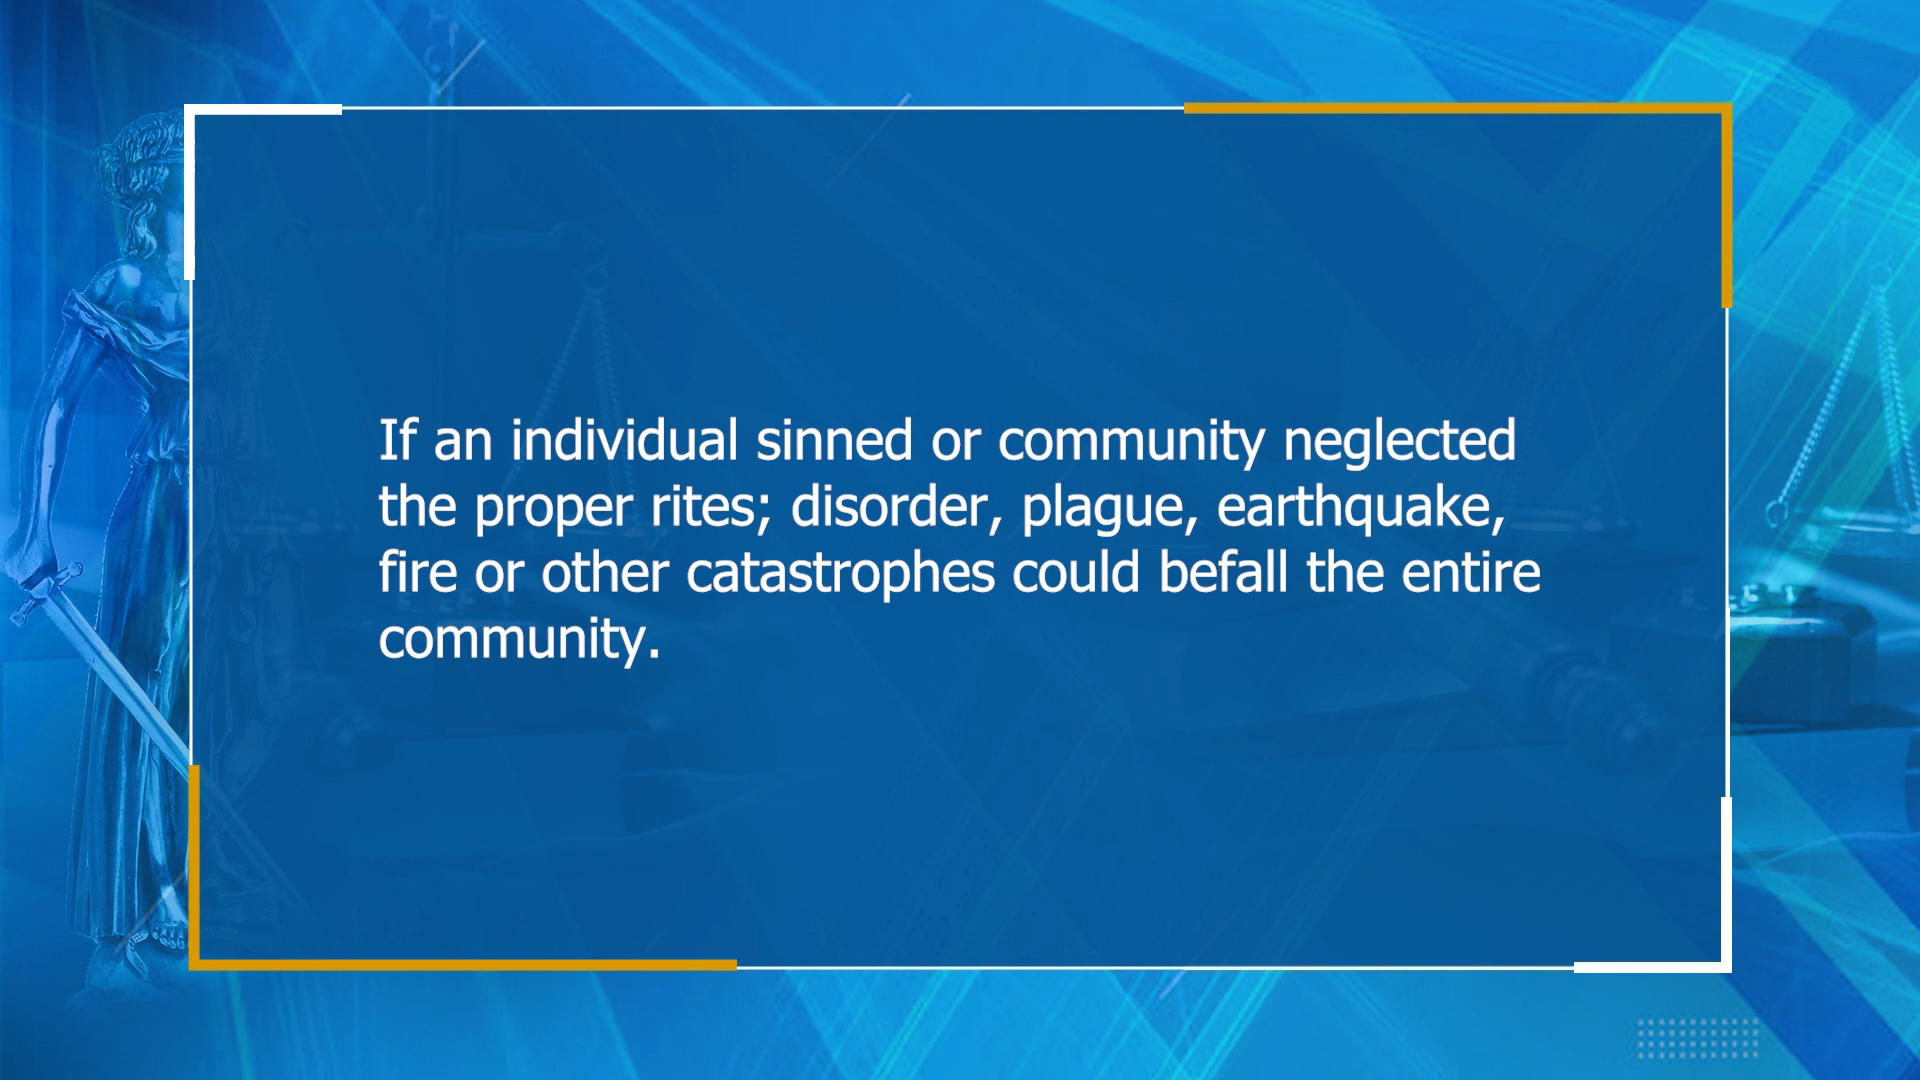 If an individual sinned or community neglected
the proper rites; disorder, plague, earthquake,
fire or other catastrophes could befall the entire
community.